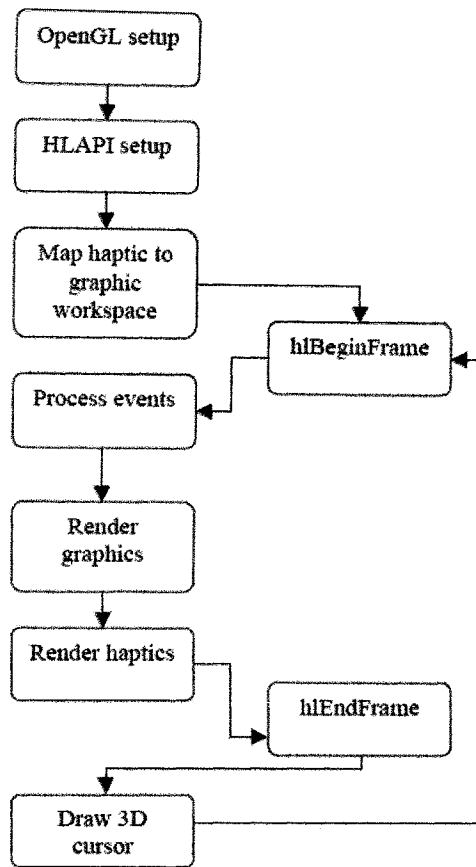 OpenGL setup
HLAPI setup
Map haptic to
graphic
workspace
hlBeginFrame
Process events
Render
graphics
Render haptics
hlEndFrame
Draw 3D
cursor